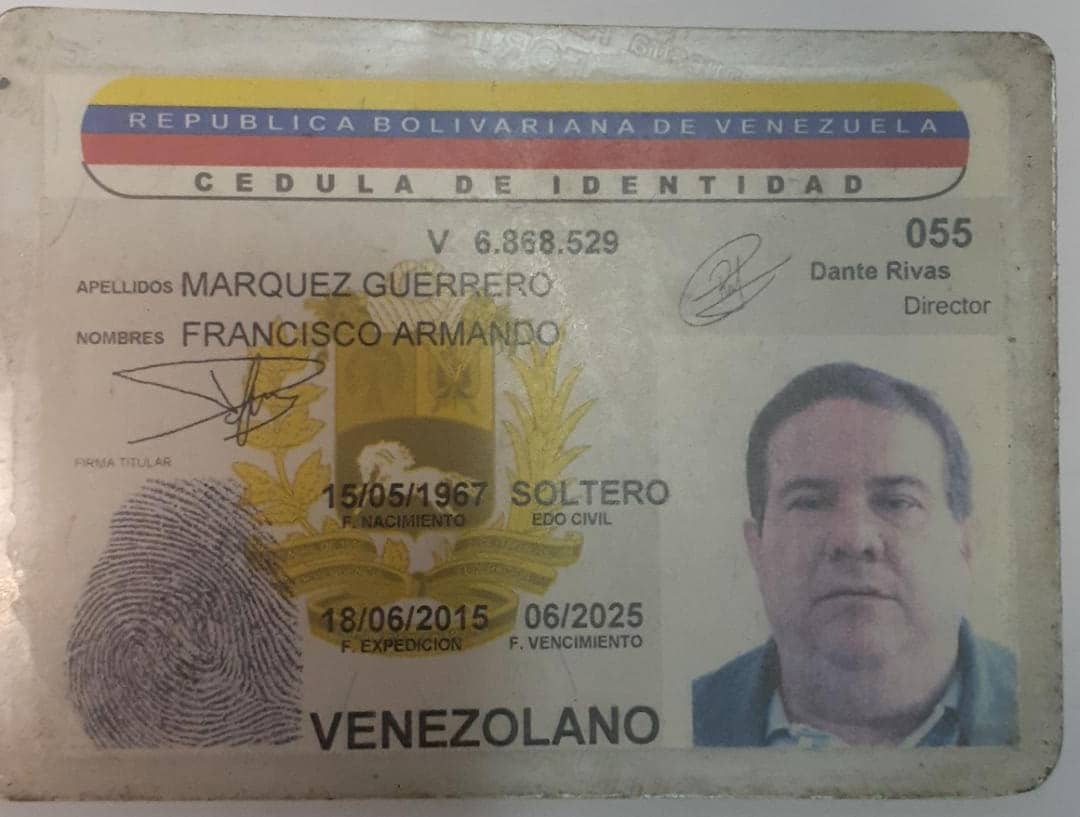 REPUBLICA BOLIVARIANA DE VENEZUELA
CEDULA DE IDENTIDAD
V 6.868.529
055
Dante Rivas
Director
APELLIDOS MARQUEZ GUERRERO
NOMBRES FRANCISCO ARMANDO
FIRMA TITULAR
15/05/1967 SOLTERO
F. NACIMIENTO EDO CIVIL
18/06/2015 06/2025
F. EXPEDICION F. VENCIMIENTO
VENEZOLANO